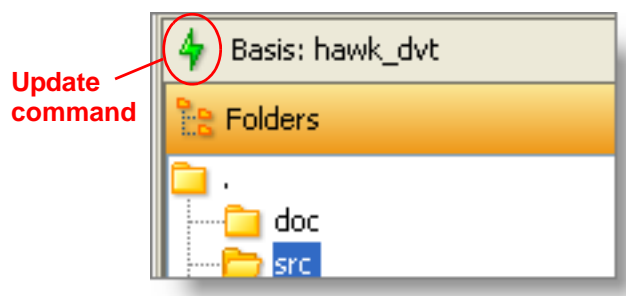 Basis: hawk_dvt
Update
command
Folders
.
doc
src